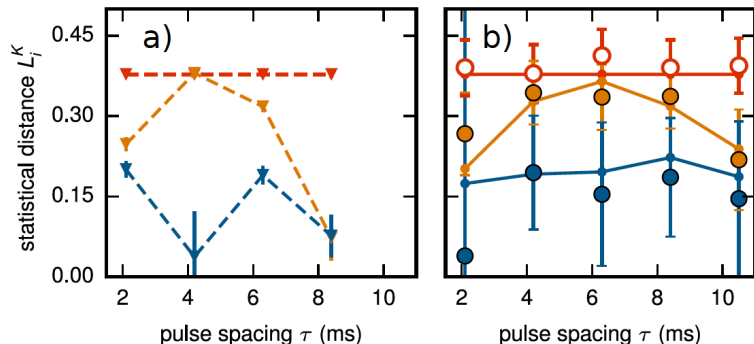 statistical distance L_i^K
0.45
0.30
0.15
0.00
a)
b)
2 4 6 8 10
2 4 6 8 10
pulse spacing τ (ms)
pulse spacing τ (ms)